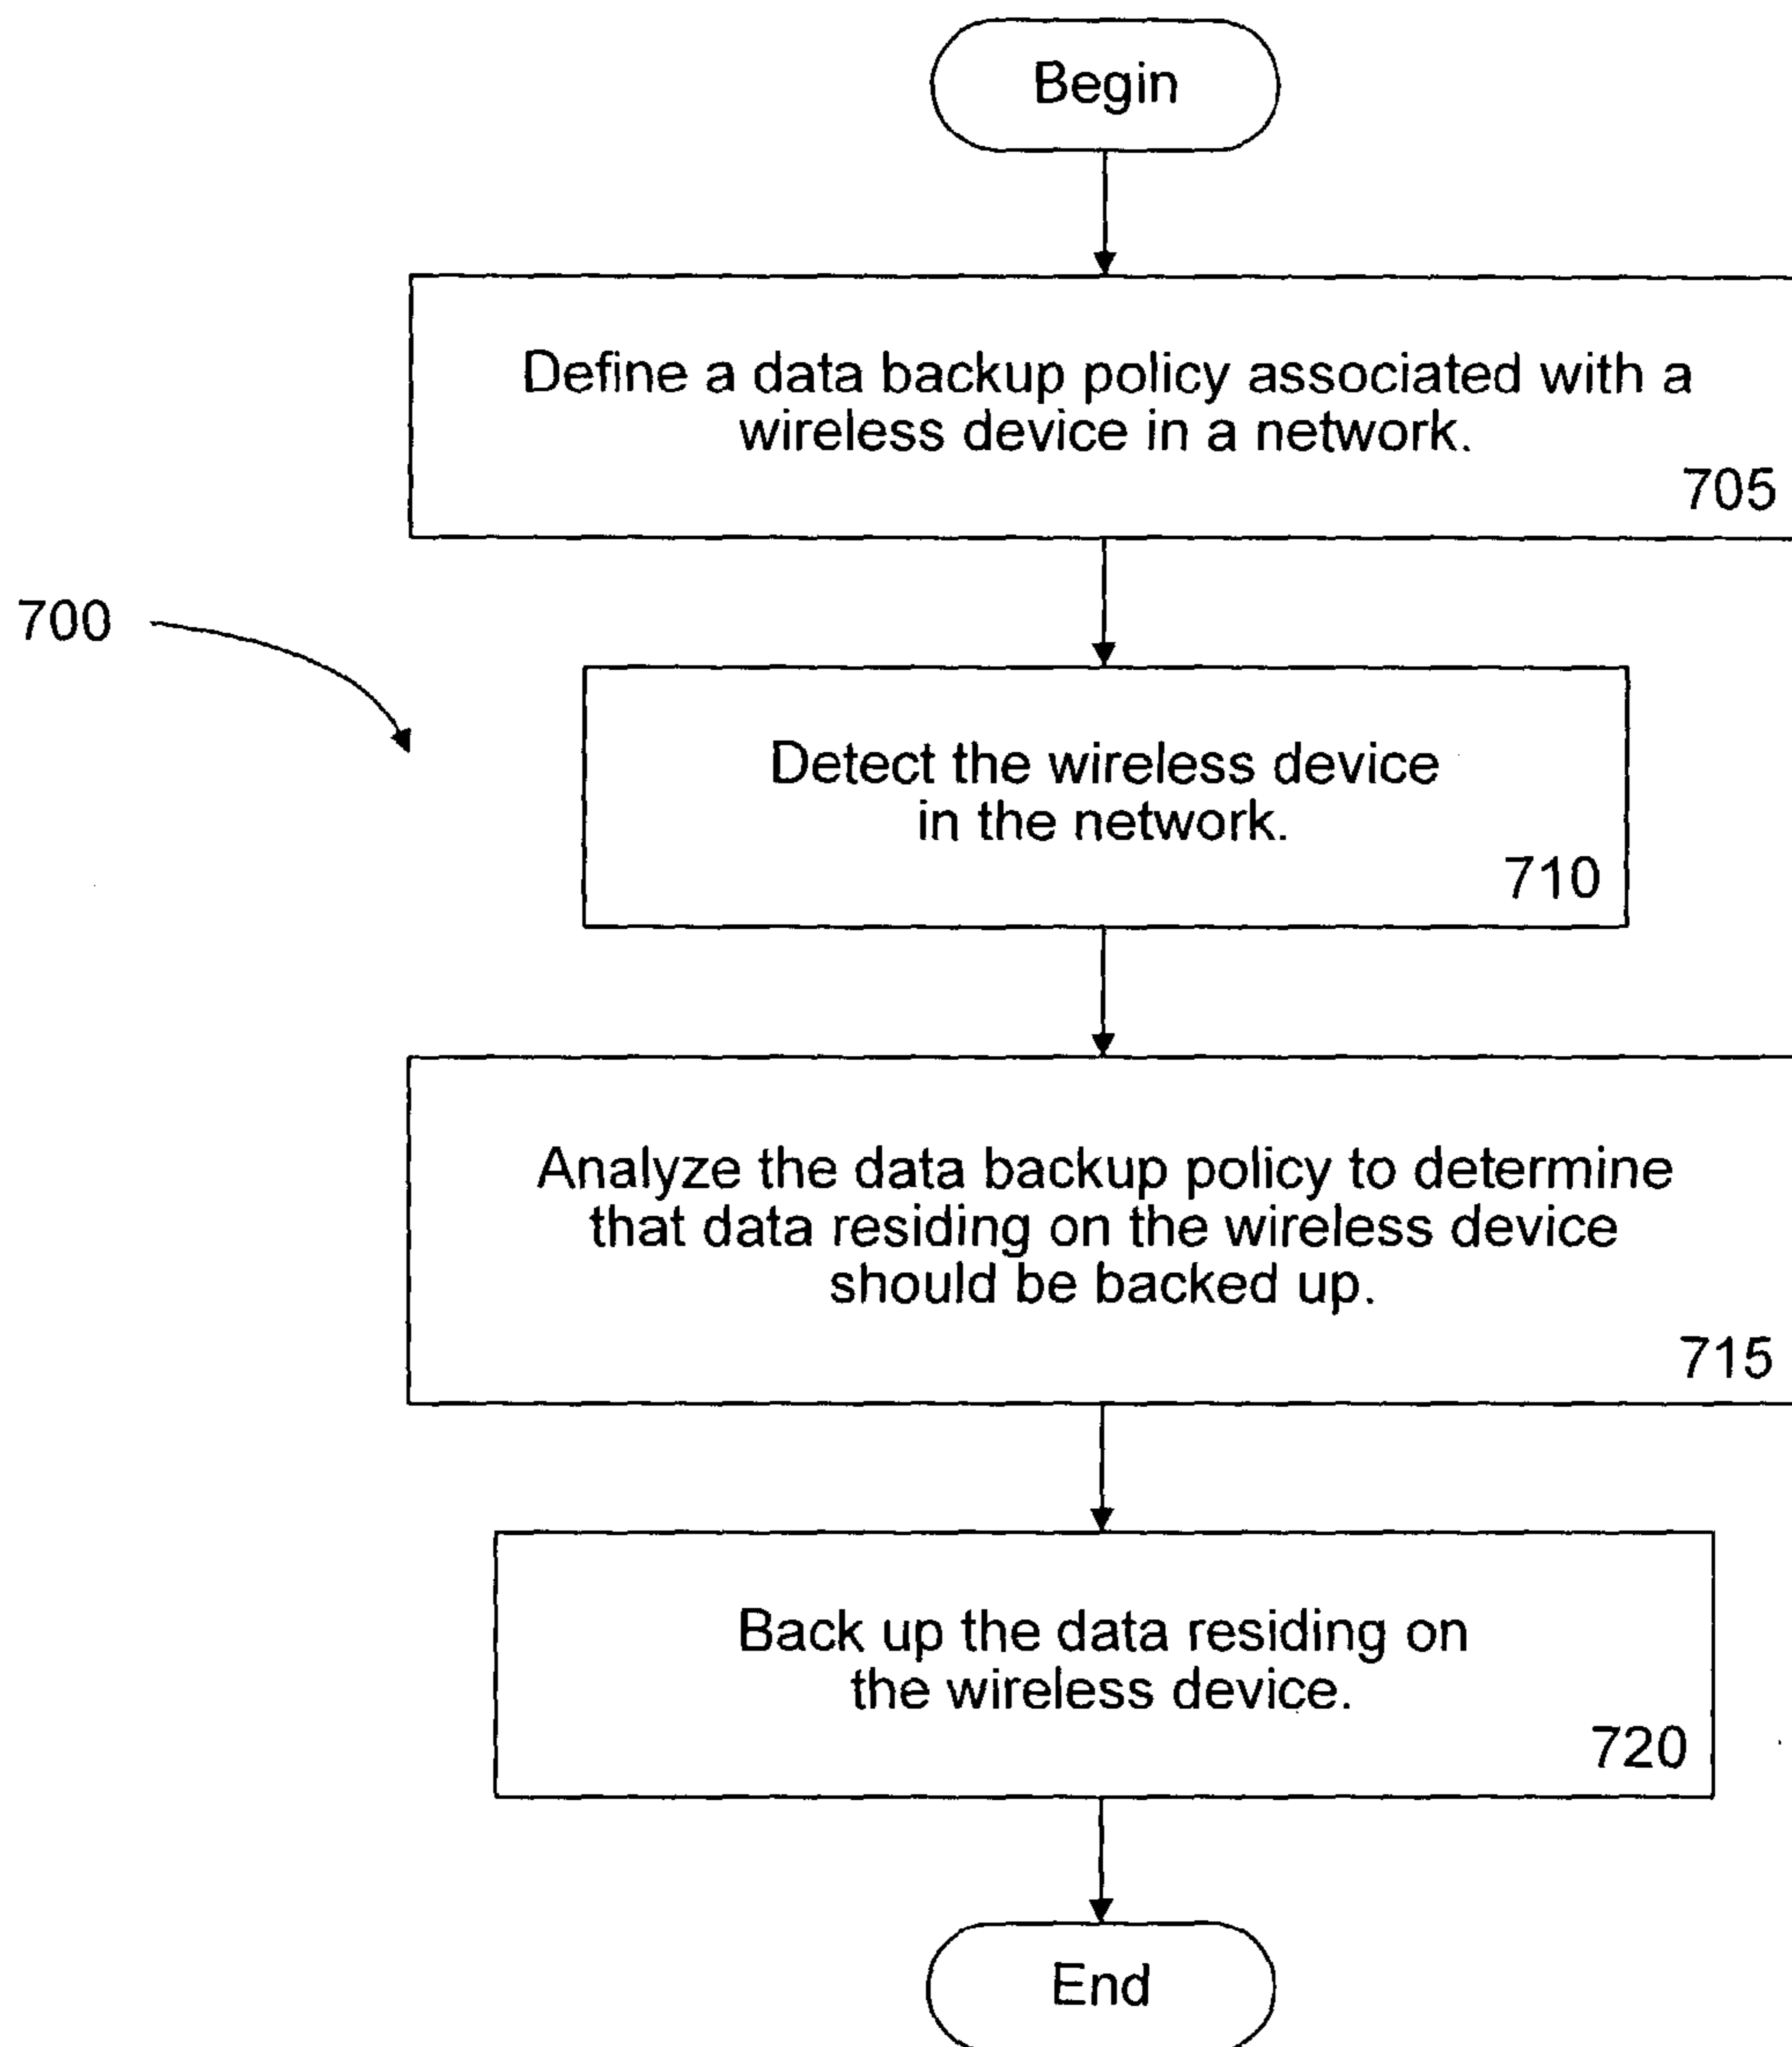 Begin
Define a data backup policy associated with a
wireless device in a network.
705
700
Detect the wireless device
in the network.
710
Analyze the data backup policy to determine
that data residing on the wireless device
should be backed up.
715
Back up the data residing on
the wireless device.
720
End